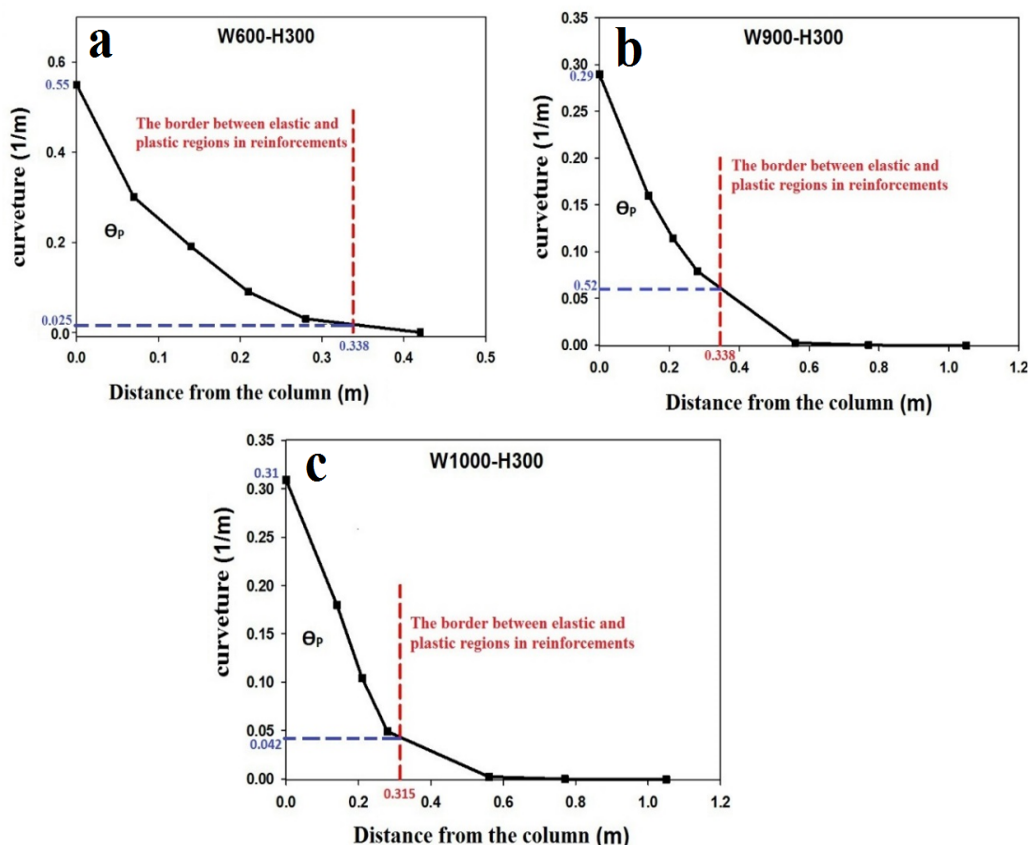 a
W600-H300
0.6
0.55
0.4
0.2
0.025
0.0
curveture (1/m)
The border between elastic and
plastic regions in reinforcements
ϴP
0.0
0.1
0.2
0.3
0.338
0.4
0.5
Distance from the column (m)
b
W900-H300
0.35
0.30
0.29
0.25
0.20
0.15
0.10
0.52
0.05
0.00
curveture (1/m)
The border between elastic and
plastic regions in reinforcements
ϴP
0.0
0.2
0.338
0.4
0.6
0.8
1.0
1.2
Distance from the column (m)
c
W1000-H300
0.35
0.31
0.30
0.25
0.20
0.15
0.10
0.05
0.042
0.00
curveture (1/m)
The border between elastic and
plastic regions in reinforcements
ϴP
0.0
0.2
0.315
0.4
0.6
0.8
1.0
1.2
Distance from the column (m)